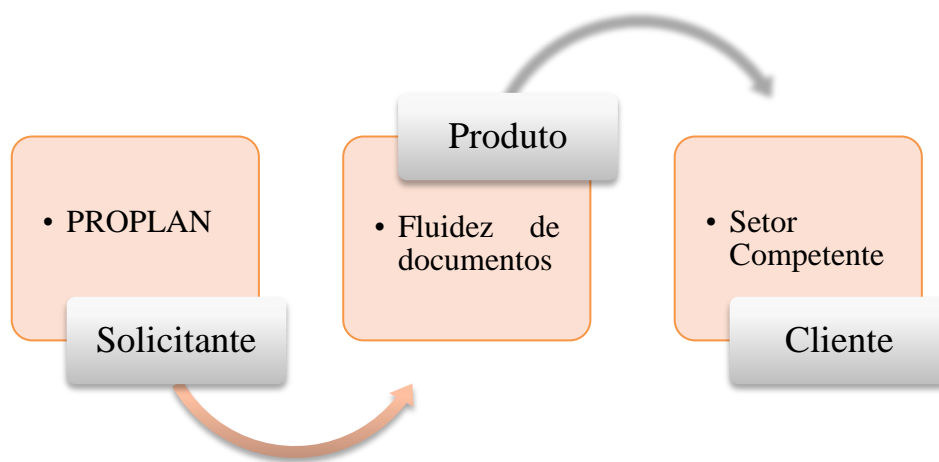 • PROPLAN
Solicitante
Produto
• Fluidez de
documentos
• Setor
Competente
Cliente